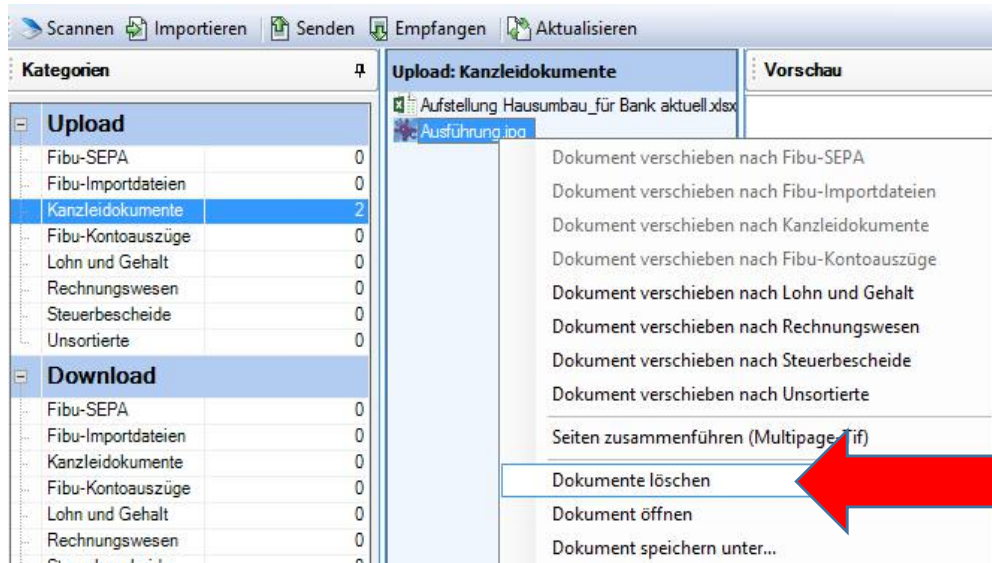 Scannen Importieren Senden Empfangen Aktualisieren
Kategorien
Upload
Fibu-SEPA 0
Fibu-Importdateien 0
Kanzleidokumente 2
Fibu-Kontoauszüge 0
Lohn und Gehalt 0
Rechnungswesen 0
Steuerbescheide 0
Unsortierte 0
Download
Fibu-SEPA 0
Fibu-Importdateien 0
Kanzleidokumente 0
Fibu-Kontoauszüge 0
Lohn und Gehalt 0
Rechnungswesen 0
Upload: Kanzleidokumente
Aufstellung Hausumbau_für Bank aktuell.xlsx
Ausführung.jpg
Vorschau
Dokument verschieben nach Fibu-SEPA
Dokument verschieben nach Fibu-Importdateien
Dokument verschieben nach Kanzleidokumente
Dokument verschieben nach Fibu-Kontoauszüge
Dokument verschieben nach Lohn und Gehalt
Dokument verschieben nach Rechnungswesen
Dokument verschieben nach Steuerbescheide
Dokument verschieben nach Unsortierte
Seiten zusammenführen (Multipage-Tif)
Dokumente löschen
Dokument öffnen
Dokument speichern unter...